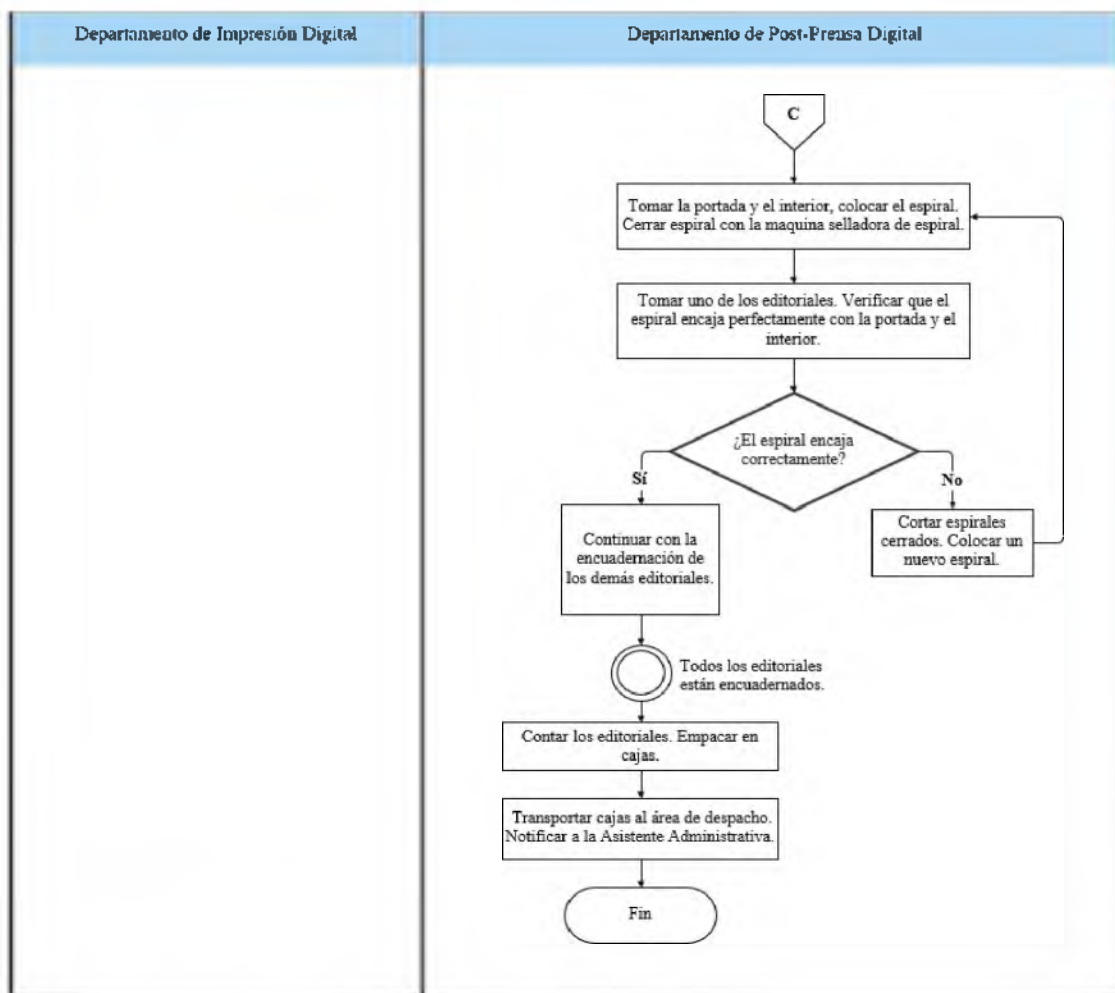 Departamento de Impresión Digital
Departamento de Post-Prensa Digital
C
Tomar la portada y el interior, colocar el espiral.
Cerrar espiral con la maquina selladora de espiral.
Tomar uno de los editoriales. Verificar que el
espiral encaja perfectamente con la portada y el
interior.
¿El espiral encaja
correctamente?
Sí
No
Continuar con la
encuadernación de
los demás editoriales.
Cortar espirales
cerrados. Colocar un
nuevo espiral.
Todos los editoriales
están encuadernados.
Contar los editoriales. Empacar en
cajas.
Transportar cajas al área de despacho.
Notificar a la Asistente Administrativa.
Fin